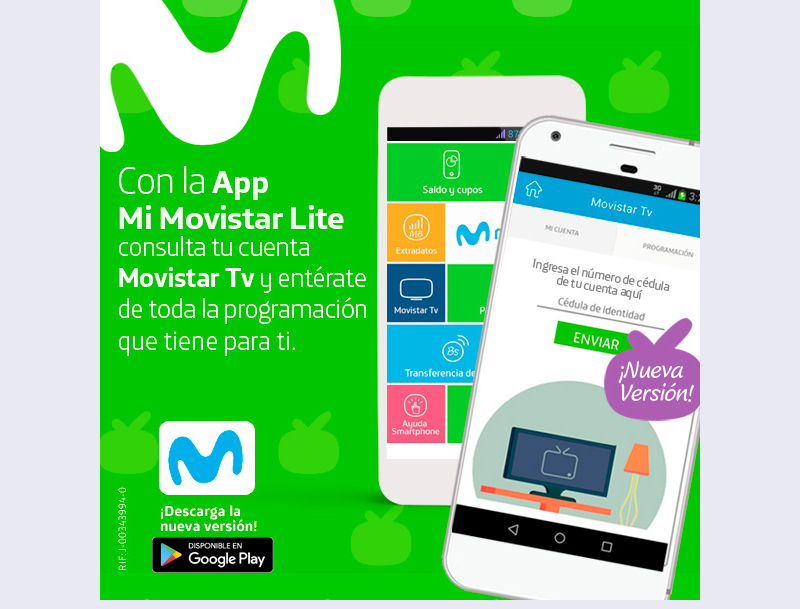 Con la App
Mi Movistar Lite
consulta tu cuenta
Movistar Tv y entérate
de toda la programación
que tiene para ti.
¡Descarga la
nueva versión!
DISPONIBLE EN
Google Play
RIF:J-00343994-0
87
Saldo y cupos
Extradatos
Movistar Tv
Bs
Transferencia de
Ayuda
Smartphone
3G
Movistar Tv
MI CUENTA
PROGRAMACIÓN
Ingresa el número de cédula
de tu cuenta aquí
Cédula de identidad
ENVIAR
¡Nueva
Versión!